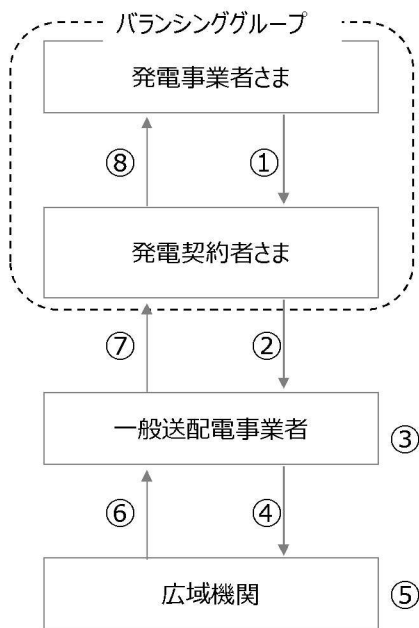 バランシンググループ
発電事業者さま
⑧
①
発電契約者さま
⑦
②
一般送配電事業者
③
⑥
④
広域機関
⑤